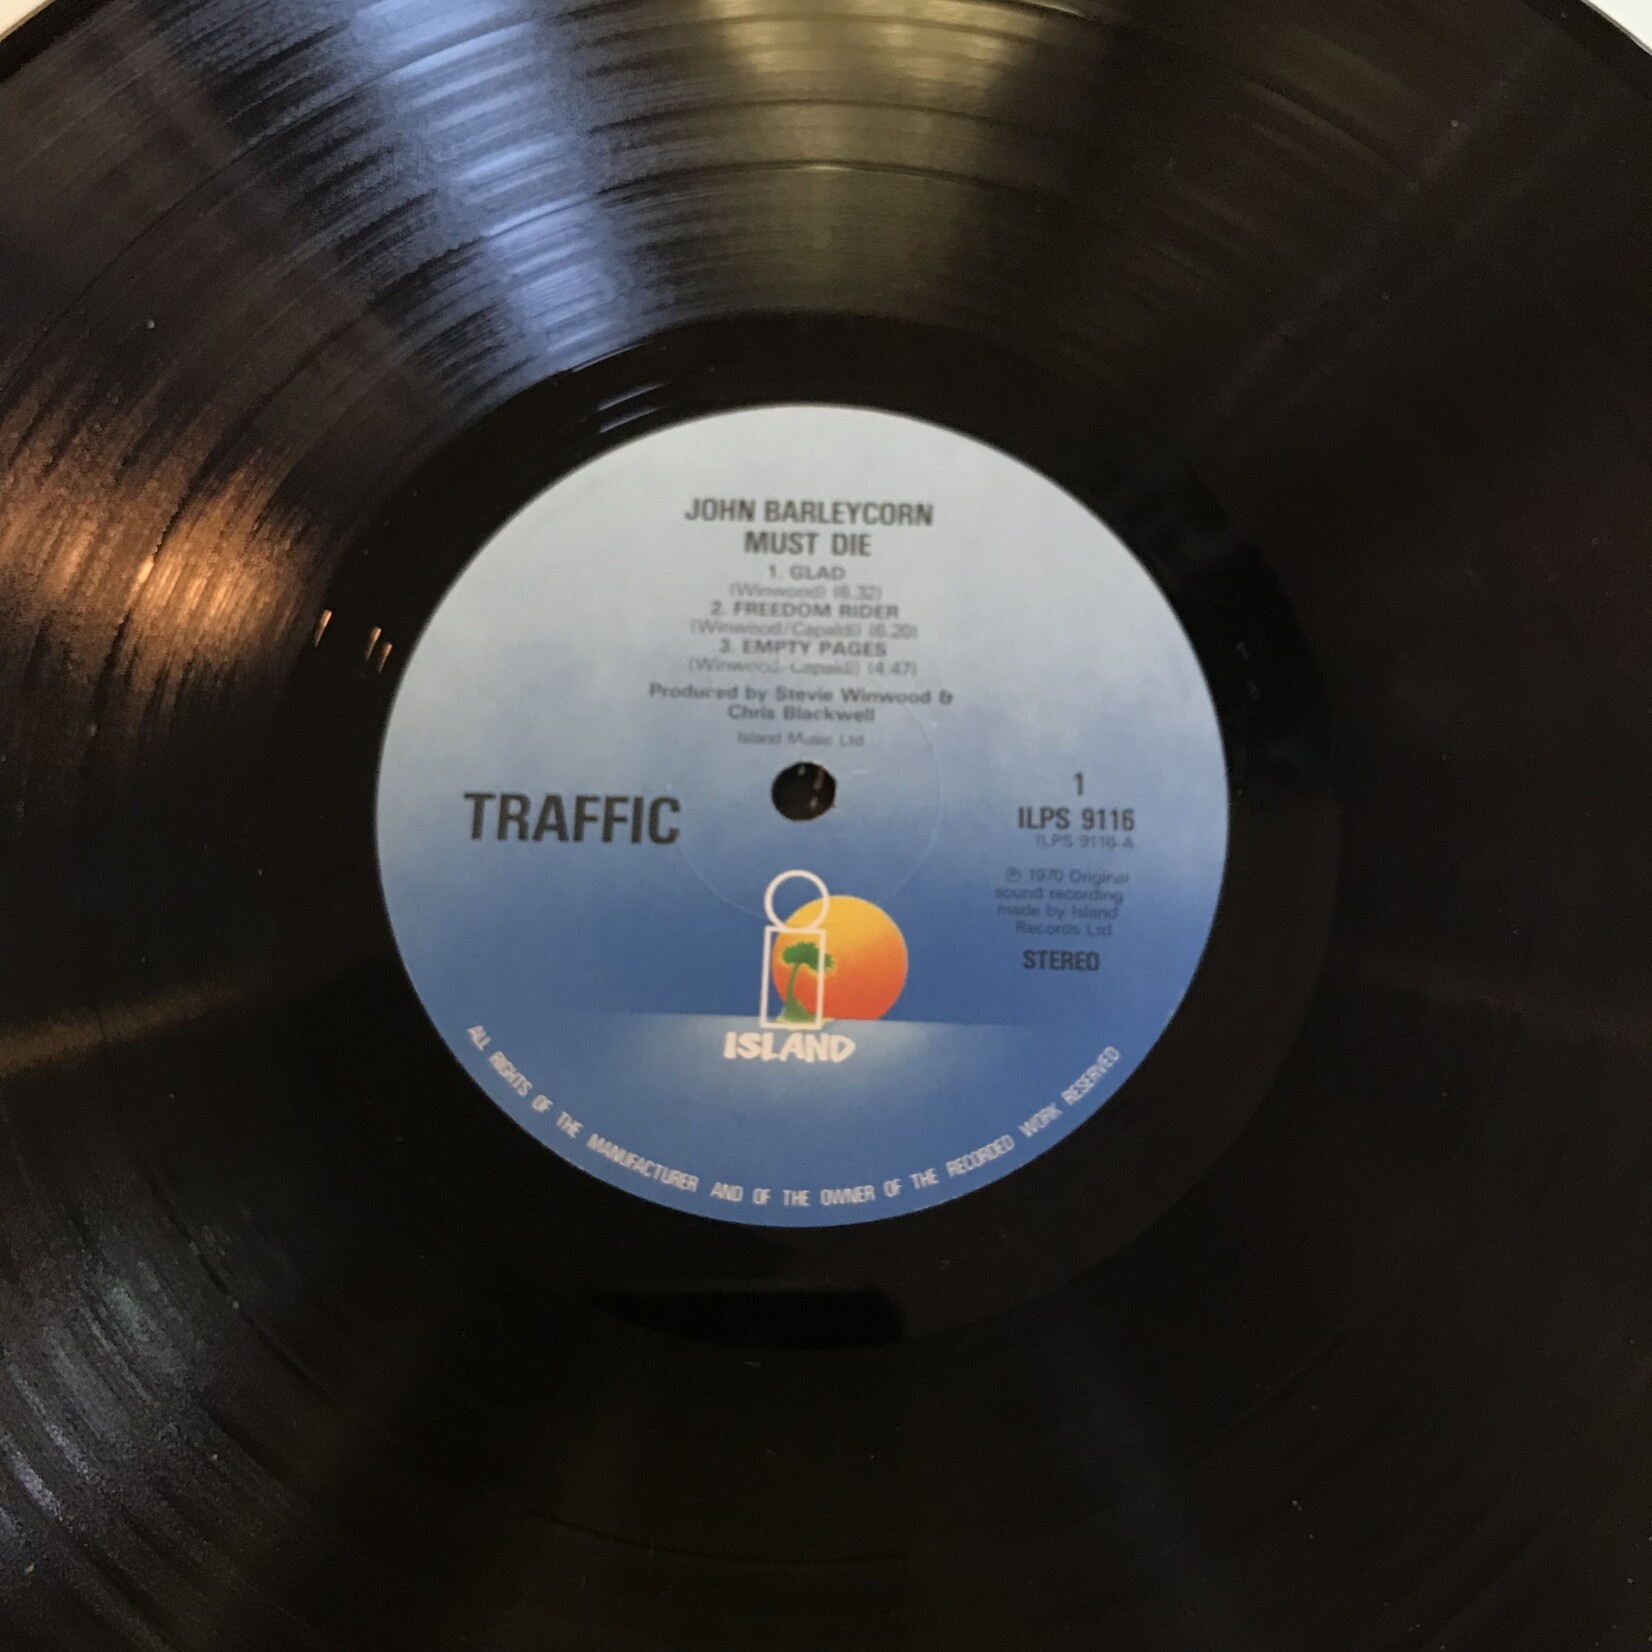 JOHN BARLEYCORN
MUST DIE
1. GLAD
(Winwood) (6.32)
2. FREEDOM RIDER
(Winwood/Capaldi) (6.20)
3. EMPTY PAGES
(Winwood-Capaldi) (4.47)
Produced by Stevie Winwood &
Chris Blackwell
Island Music Ltd
TRAFFIC
1
ILPS 9116
ILPS 9116 A
℗ 1970 Original
sound recording
made by Island
Records Ltd
STEREO
ISLAND
ALL RIGHTS OF THE MANUFACTURER AND OF THE OWNER OF THE RECORDED WORK RESERVED